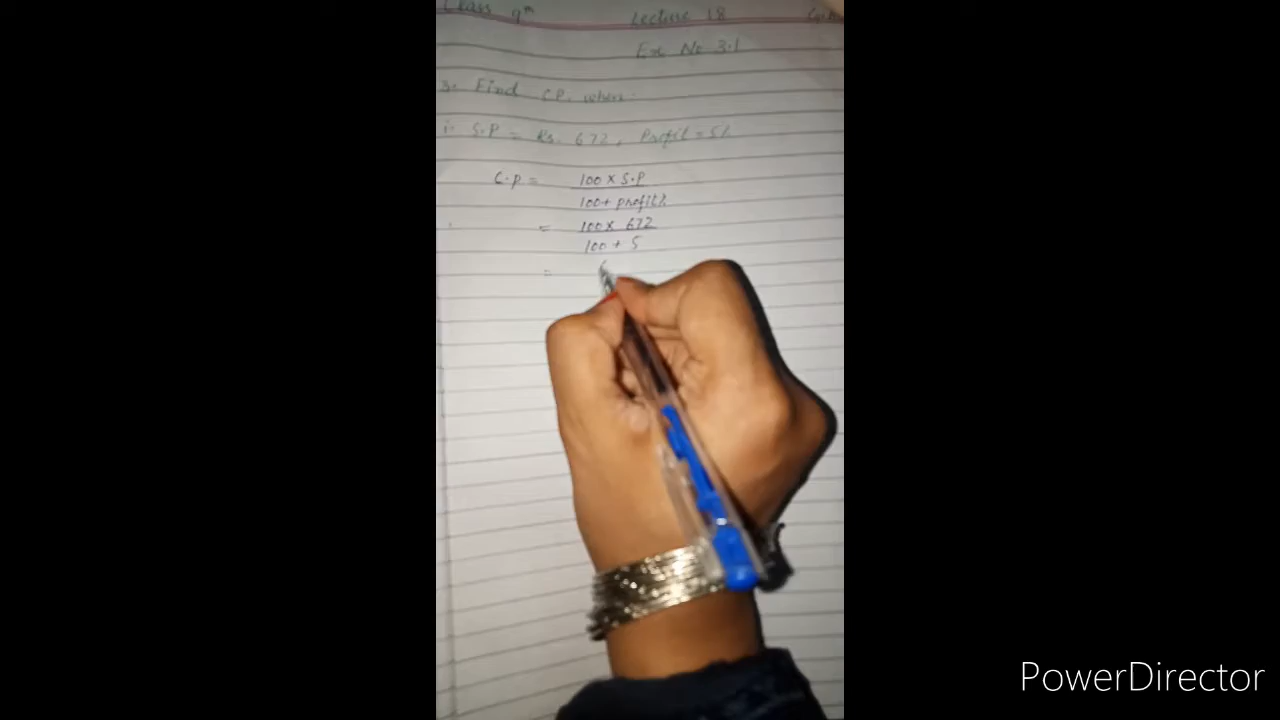 Class 9th Lecture 18
Ex No 3.1
3. Find C.P. when:
i. S.P = Rs. 672, Profit = 5%
C.P = 100 x S.P
100 + profit%
= 100 x 672
100 + 5
=
PowerDirector